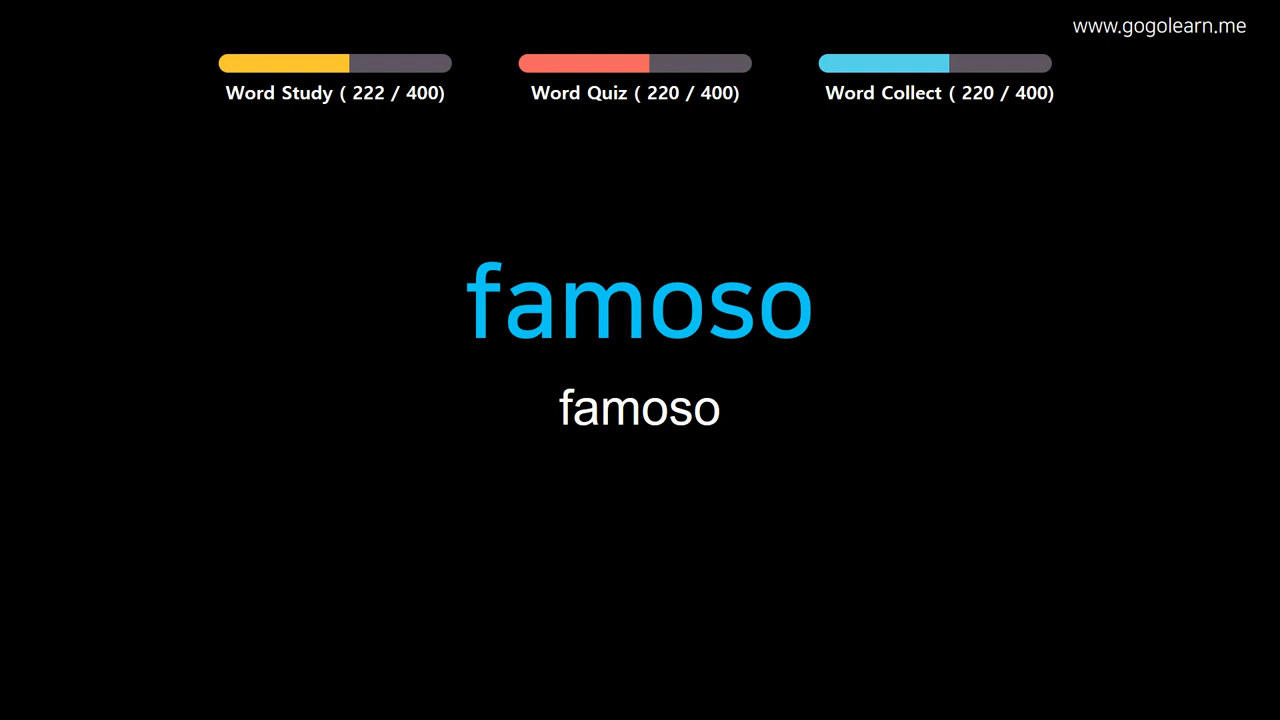 www.gogolearn.me
Word Study ( 222 / 400)
Word Quiz ( 220 / 400)
Word Collect ( 220 / 400)
famoso
famoso